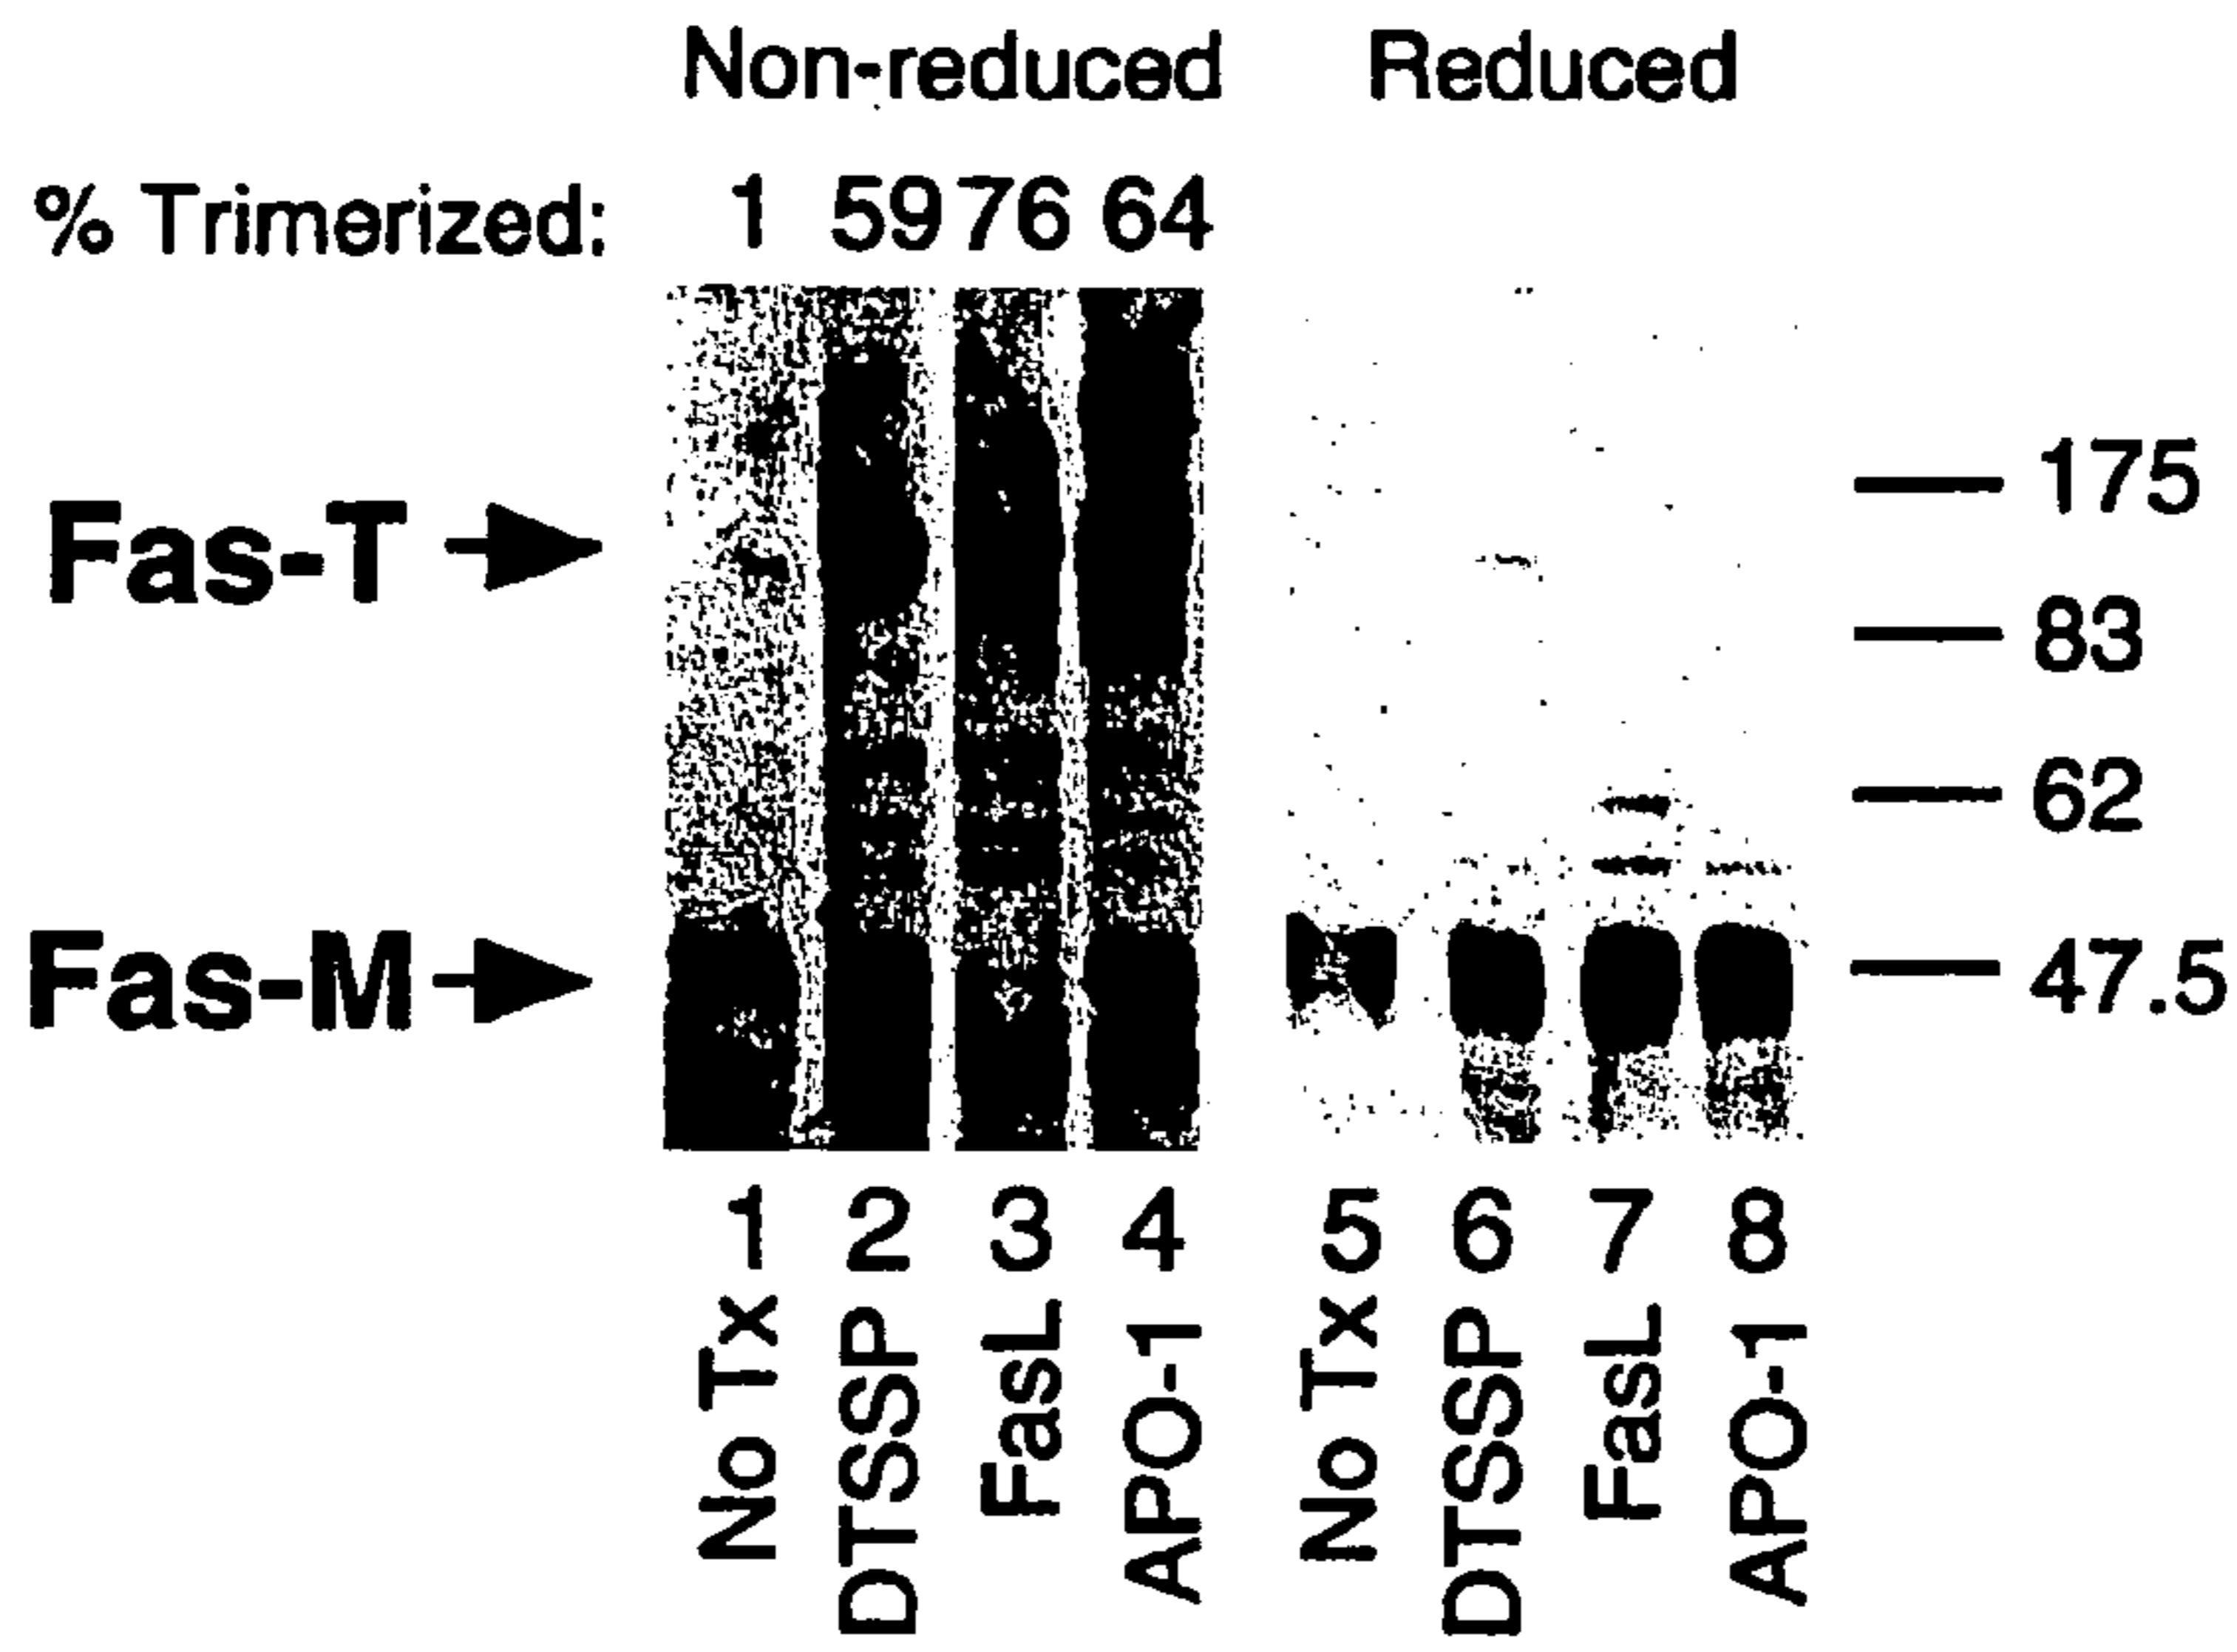 Non-reduced Reduced
% Trimerized: 1 59 76 64
Fas-T
175
83
62
Fas-M
47.5
1 2 3 4 5 6 7 8
No Tx DTSSP FasL APO-1 No Tx DTSSP FasL APO-1